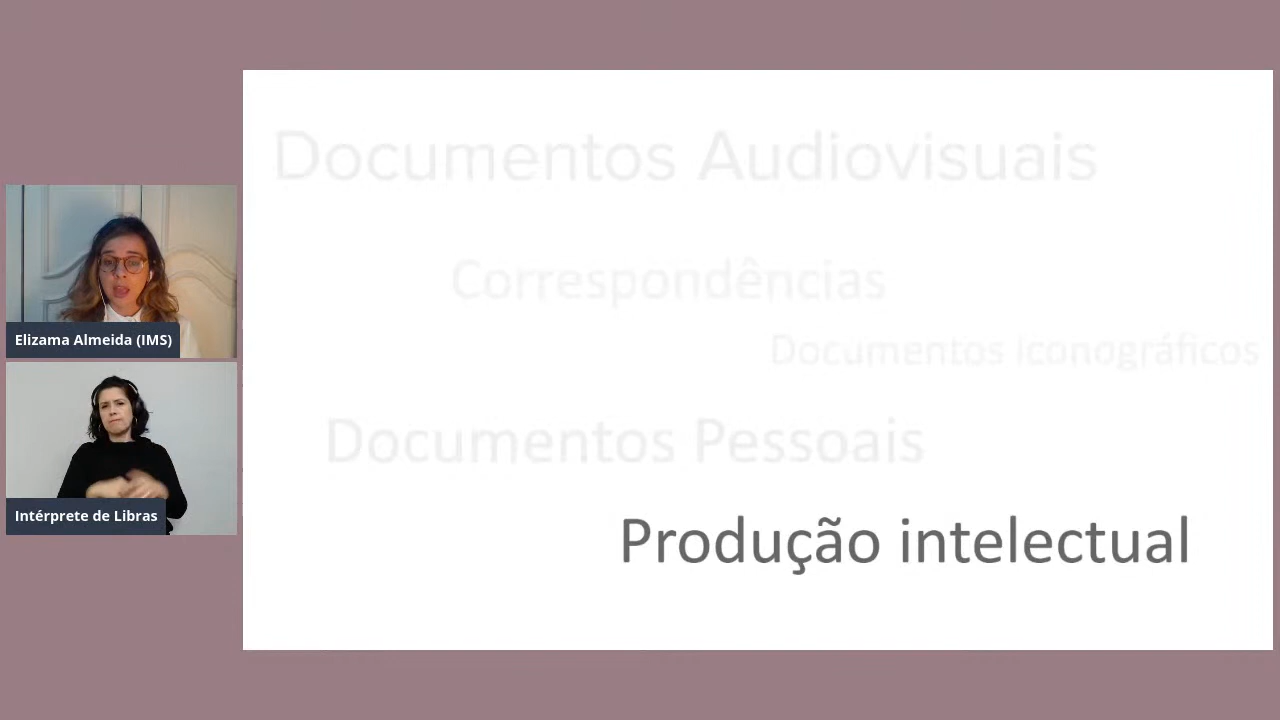 Documentos Audiovisuais
Correspondências
Documentos Iconográficos
Documentos Pessoais
Produção intelectual
Elizama Almeida (IMS)
Intérprete de Libras